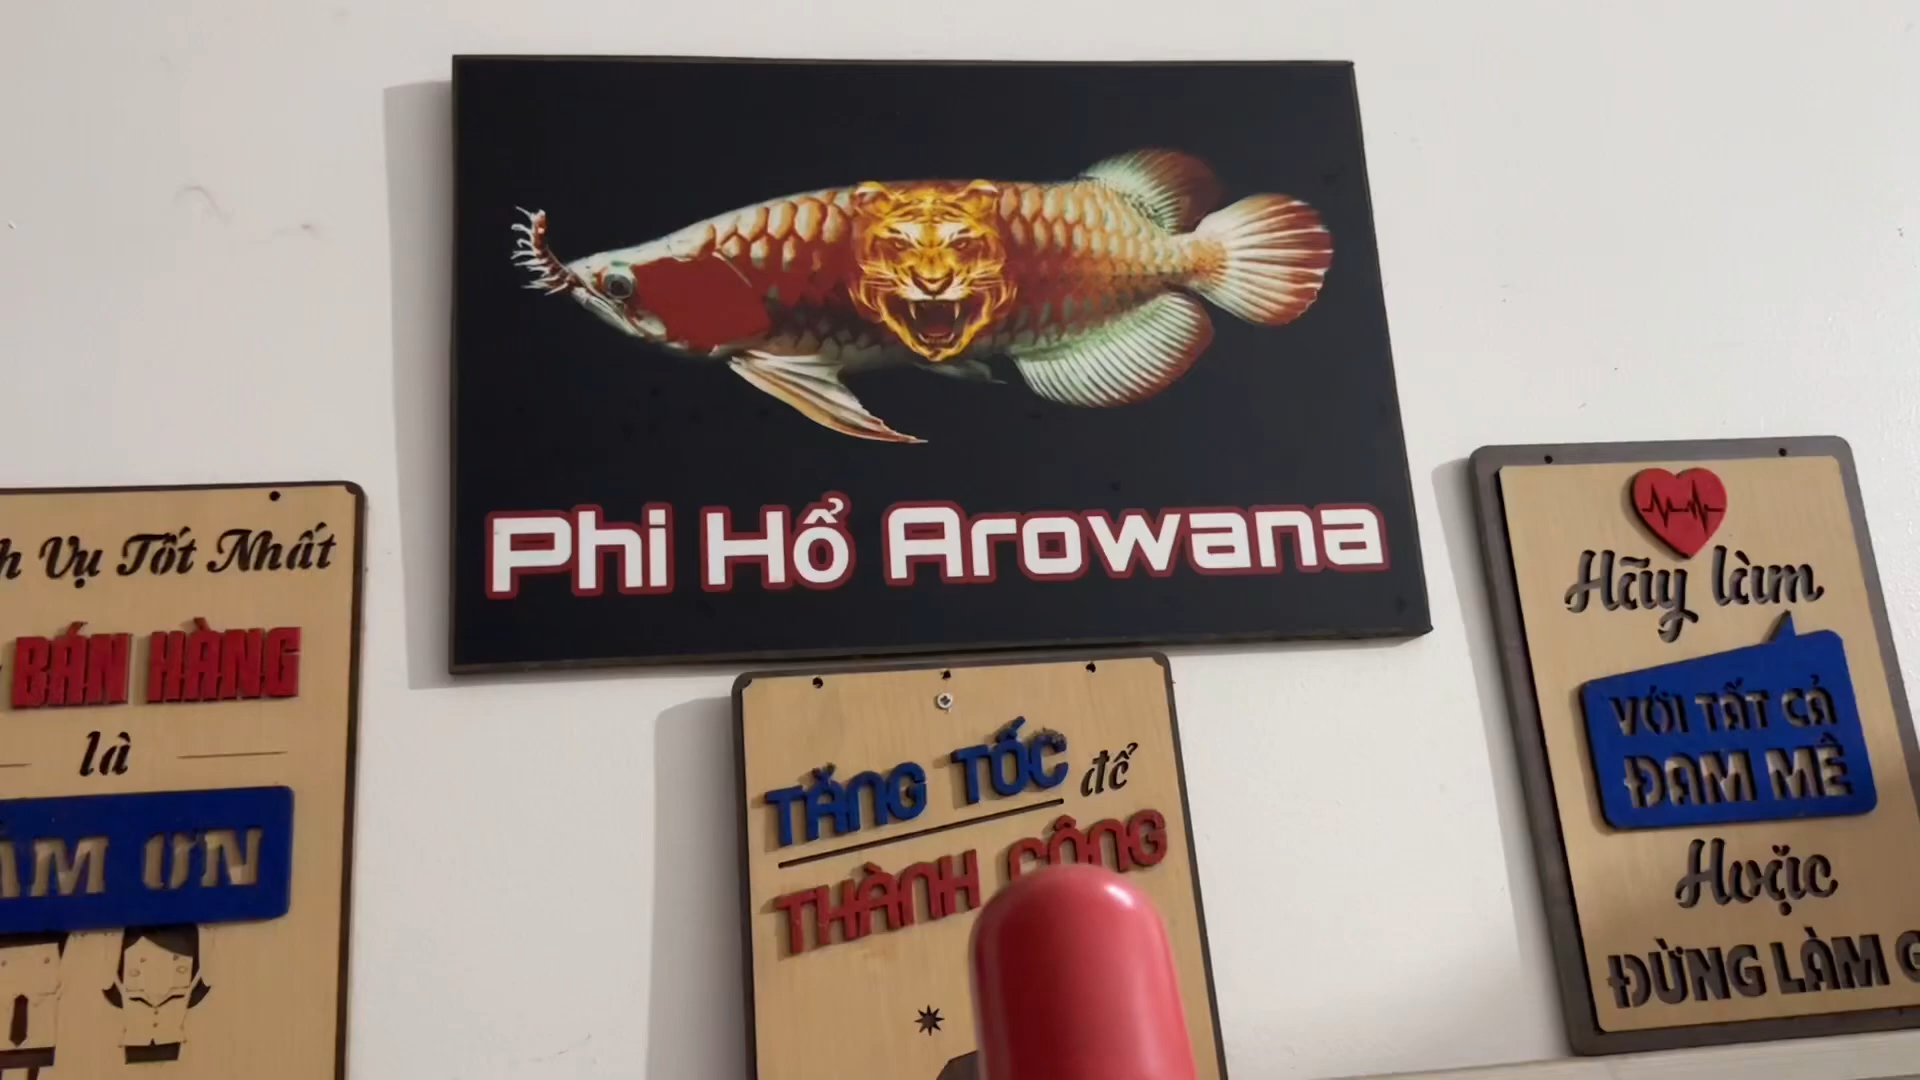 Phi Hổ Arowana
Vụ Tốt Nhất
BÁN HÀNG
là
ƠN
TĂNG TỐC để
THÀNH CÔNG
Hãy làm
VỚI TẤT CẢ
ĐAM MÊ
Hoặc
ĐỪNG LÀM